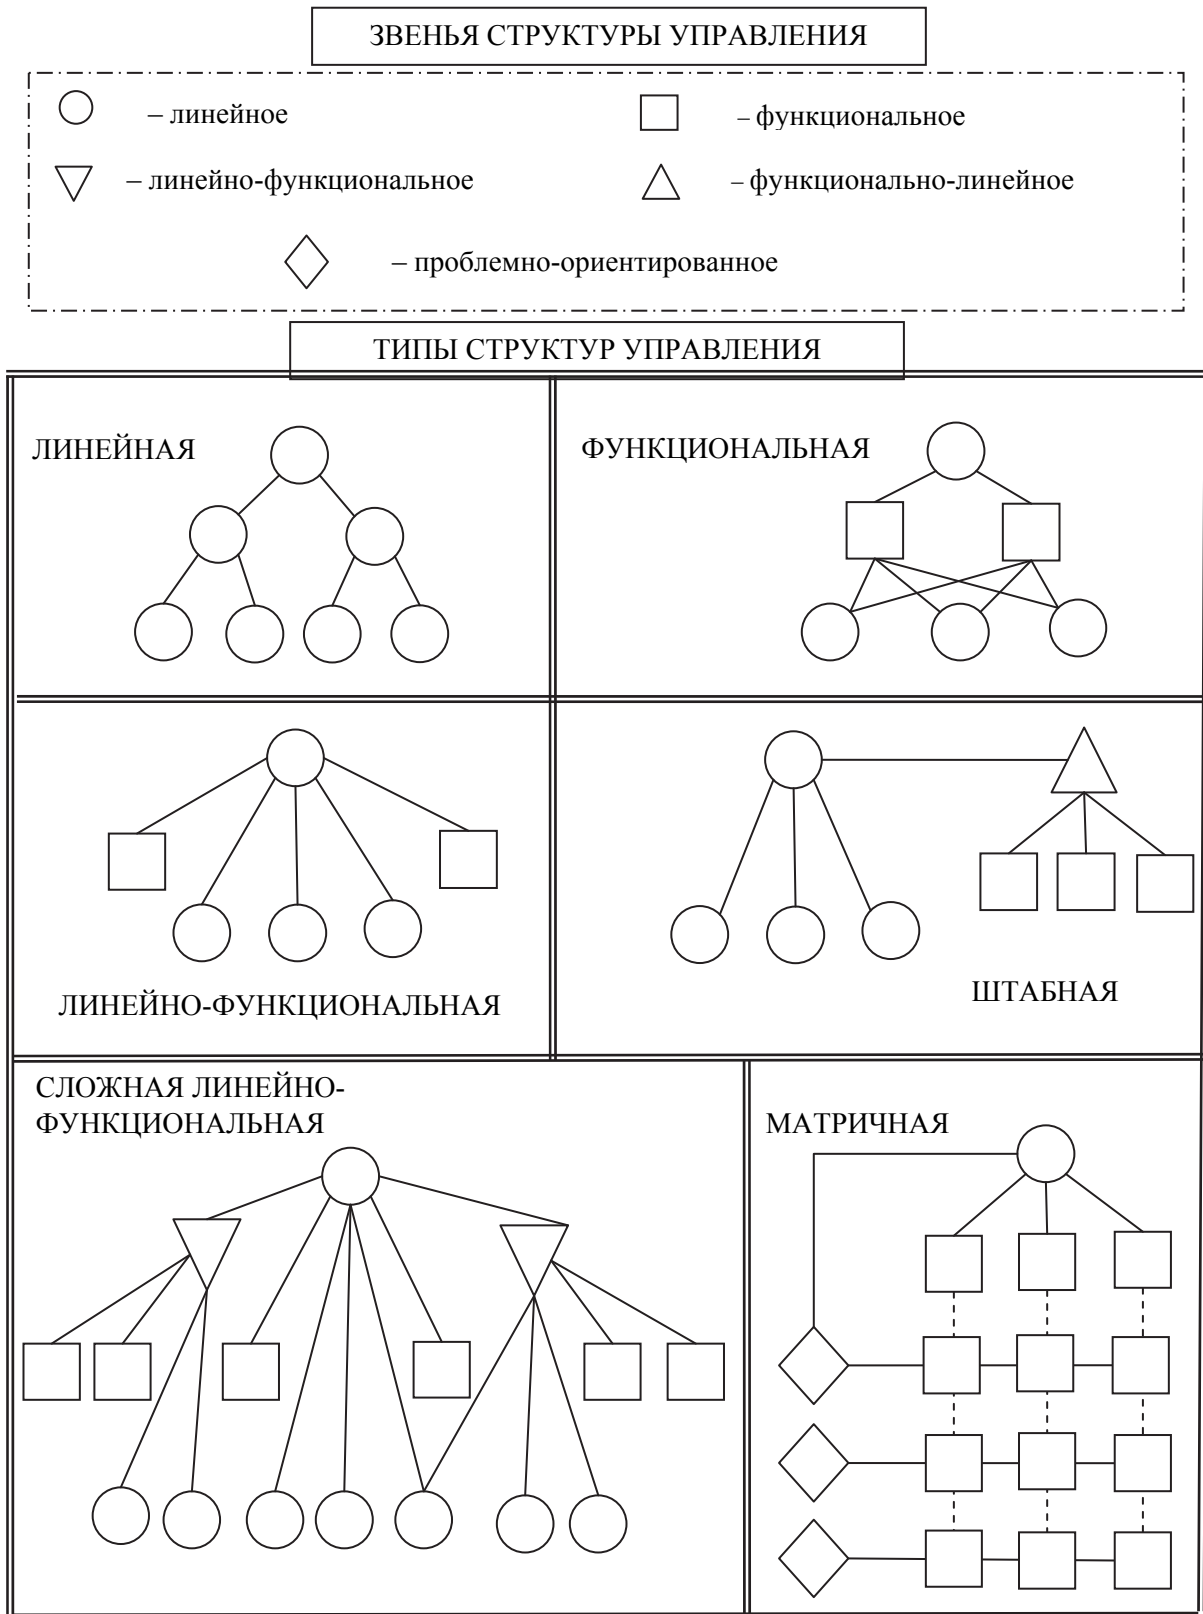 ЗВЕНЬЯ СТРУКТУРЫ УПРАВЛЕНИЯ
– линейное
– функциональное
– линейно-функциональное
– функционально-линейное
– проблемно-ориентированное
ТИПЫ СТРУКТУР УПРАВЛЕНИЯ
ЛИНЕЙНАЯ
ФУНКЦИОНАЛЬНАЯ
ЛИНЕЙНО-ФУНКЦИОНАЛЬНАЯ
ШТАБНАЯ
СЛОЖНАЯ ЛИНЕЙНО-
ФУНКЦИОНАЛЬНАЯ
МАТРИЧНАЯ